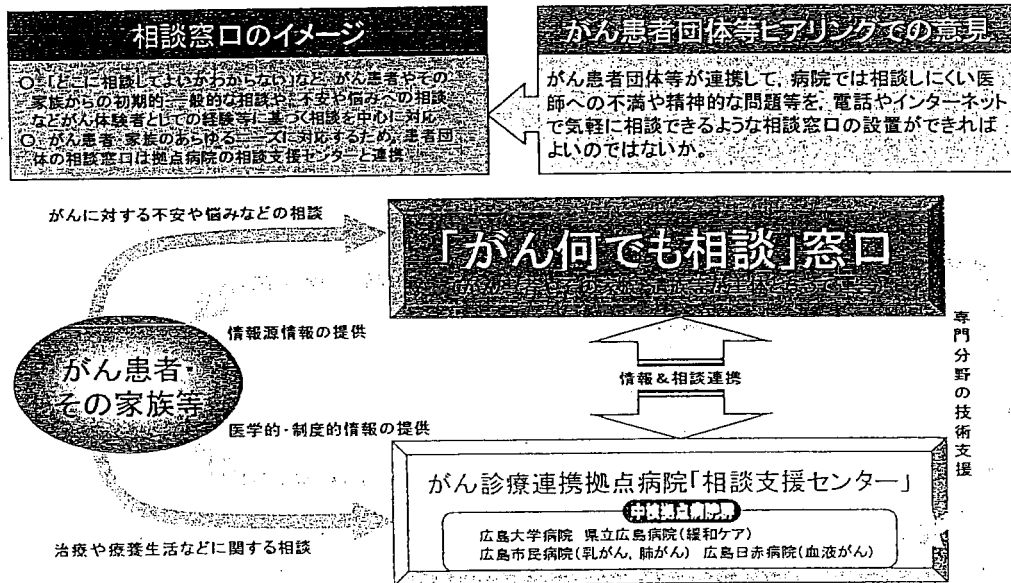 相談窓口のイメージ
○ 「どこに相談してよいかわからない」など、がん患者やその
家族からの初期的・一般的な相談や、不安や悩みへの相談
などがん体験者としての経験等に基づく相談を中心に対応
○ がん患者・家族のあらゆるニーズに対応するため、患者団
体の相談窓口は拠点病院の相談支援センターと連携
がん患者団体等ヒアリングでの意見
がん患者団体等が連携して、病院では相談しにくい医
師への不満や精神的な問題等を、電話やインターネット
で気軽に相談できるような相談窓口の設置ができれば
よいのではないか。
がんに対する不安や悩みなどの相談
「がん何でも相談」窓口
情報源情報の提供
がん患者・
その家族等
情報&相談連携
専門分野の技術支援
医学的・制度的情報の提供
がん診療連携拠点病院「相談支援センター」
中核拠点病院
広島大学病院 県立広島病院(緩和ケア)
広島市民病院(乳がん,肺がん) 広島日赤病院(血液がん)
治療や療養生活などに関する相談